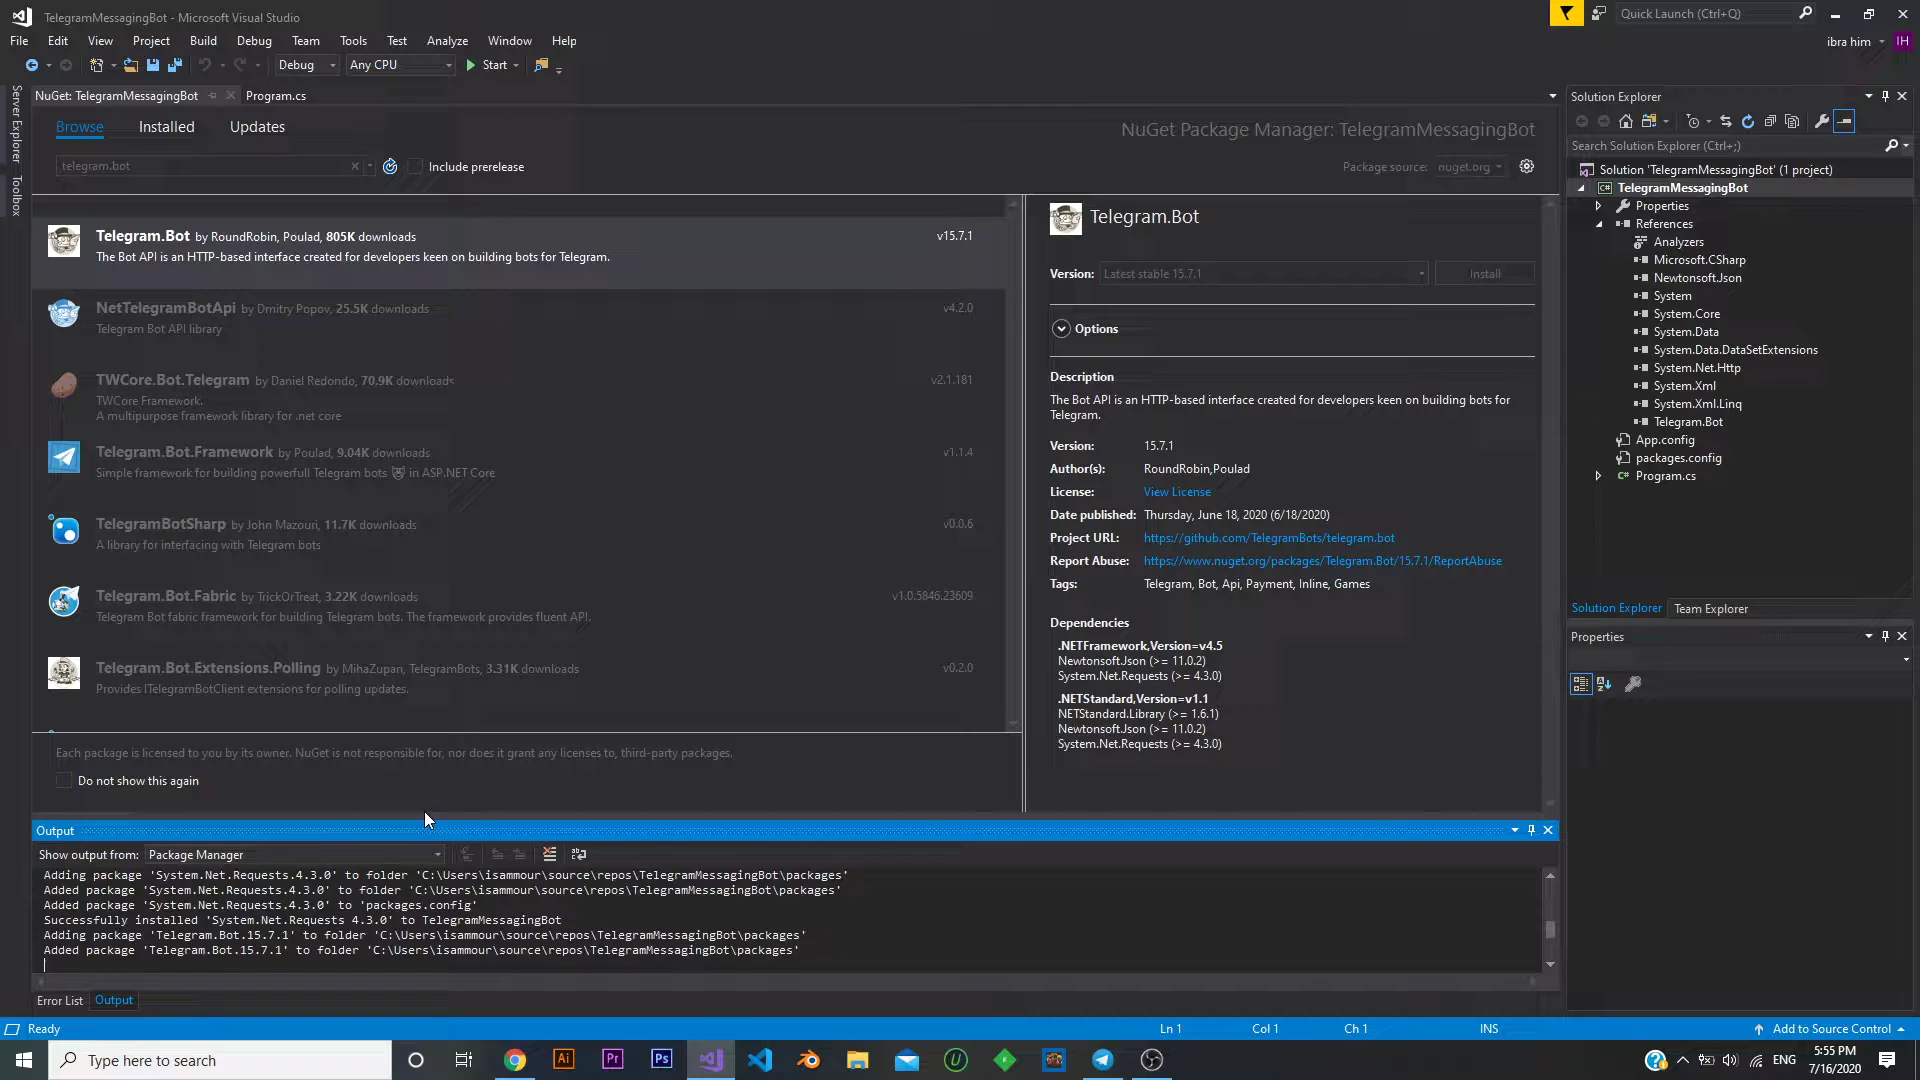 TelegramMessagingBot - Microsoft Visual Studio
Quick Launch (Ctrl+Q)
File Edit View Project Build Debug Team Tools Test Analyze Window Help
ibra him IH
Debug Any CPU Start
Server Explorer
Toolbox
NuGet: TelegramMessagingBot Program.cs
Browse Installed Updates
NuGet Package Manager: TelegramMessagingBot
telegram.bot
Include prerelease
Package source: nuget.org
Telegram.Bot by RoundRobin, Poulad, 805K downloads v15.7.1
The Bot API is an HTTP-based interface created for developers keen on building bots for Telegram.
NetTelegramBotApi by Dmitry Popov, 25.5K downloads v4.2.0
Telegram Bot API library
TWCore.Bot.Telegram by Daniel Redondo, 70.9K downloads v2.1.181
TWCore Framework.
A multipurpose framework library for .net core
Telegram.Bot.Framework by Poulad, 9.04K downloads v1.1.4
Simple framework for building powerfull Telegram bots in ASP.NET Core
TelegramBotSharp by John Mazouri, 11.7K downloads v0.0.6
A library for interfacing with Telegram bots
Telegram.Bot.Fabric by TrickOrTreat, 3.22K downloads v1.0.5846.23609
Telegram Bot fabric framework for building Telegram bots. The framework provides fluent API.
Telegram.Bot.Extensions.Polling by MihaZupan, TelegramBots, 3.31K downloads v0.2.0
Provides ITelegramBotClient extensions for polling updates.
Each package is licensed to you by its owner. NuGet is not responsible for, nor does it grant any licenses to, third-party packages.
Do not show this again
Telegram.Bot
Version: Latest stable 15.7.1 Install
Options
Description
The Bot API is an HTTP-based interface created for developers keen on building bots for
Telegram.
Version: 15.7.1
Author(s): RoundRobin,Poulad
License: View License
Date published: Thursday, June 18, 2020 (6/18/2020)
Project URL: https://github.com/TelegramBots/telegram.bot
Report Abuse: https://www.nuget.org/packages/Telegram.Bot/15.7.1/ReportAbuse
Tags: Telegram, Bot, Api, Payment, Inline, Games
Dependencies
.NETFramework,Version=v4.5
Newtonsoft.Json (>= 11.0.2)
System.Net.Requests (>= 4.3.0)
.NETStandard,Version=v1.1
NETStandard.Library (>= 1.6.1)
Newtonsoft.Json (>= 11.0.2)
System.Net.Requests (>= 4.3.0)
Solution Explorer
Search Solution Explorer (Ctrl+;)
Solution 'TelegramMessagingBot' (1 project)
C# TelegramMessagingBot
Properties
References
Analyzers
Microsoft.CSharp
Newtonsoft.Json
System
System.Core
System.Data
System.Data.DataSetExtensions
System.Net.Http
System.Xml
System.Xml.Linq
Telegram.Bot
App.config
packages.config
C# Program.cs
Solution Explorer Team Explorer
Properties
Output
Show output from: Package Manager
Adding package 'System.Net.Requests.4.3.0' to folder 'C:\Users\isammour\source\repos\TelegramMessagingBot\packages'
Added package 'System.Net.Requests.4.3.0' to folder 'C:\Users\isammour\source\repos\TelegramMessagingBot\packages'
Added package 'System.Net.Requests.4.3.0' to 'packages.config'
Successfully installed 'System.Net.Requests 4.3.0' to TelegramMessagingBot
Adding package 'Telegram.Bot.15.7.1' to folder 'C:\Users\isammour\source\repos\TelegramMessagingBot\packages'
Added package 'Telegram.Bot.15.7.1' to folder 'C:\Users\isammour\source\repos\TelegramMessagingBot\packages'
Error List Output
Ready Ln 1 Col 1 Ch 1 INS Add to Source Control
Type here to search
Ai Pr Ps
ENG
5:55 PM
7/16/2020